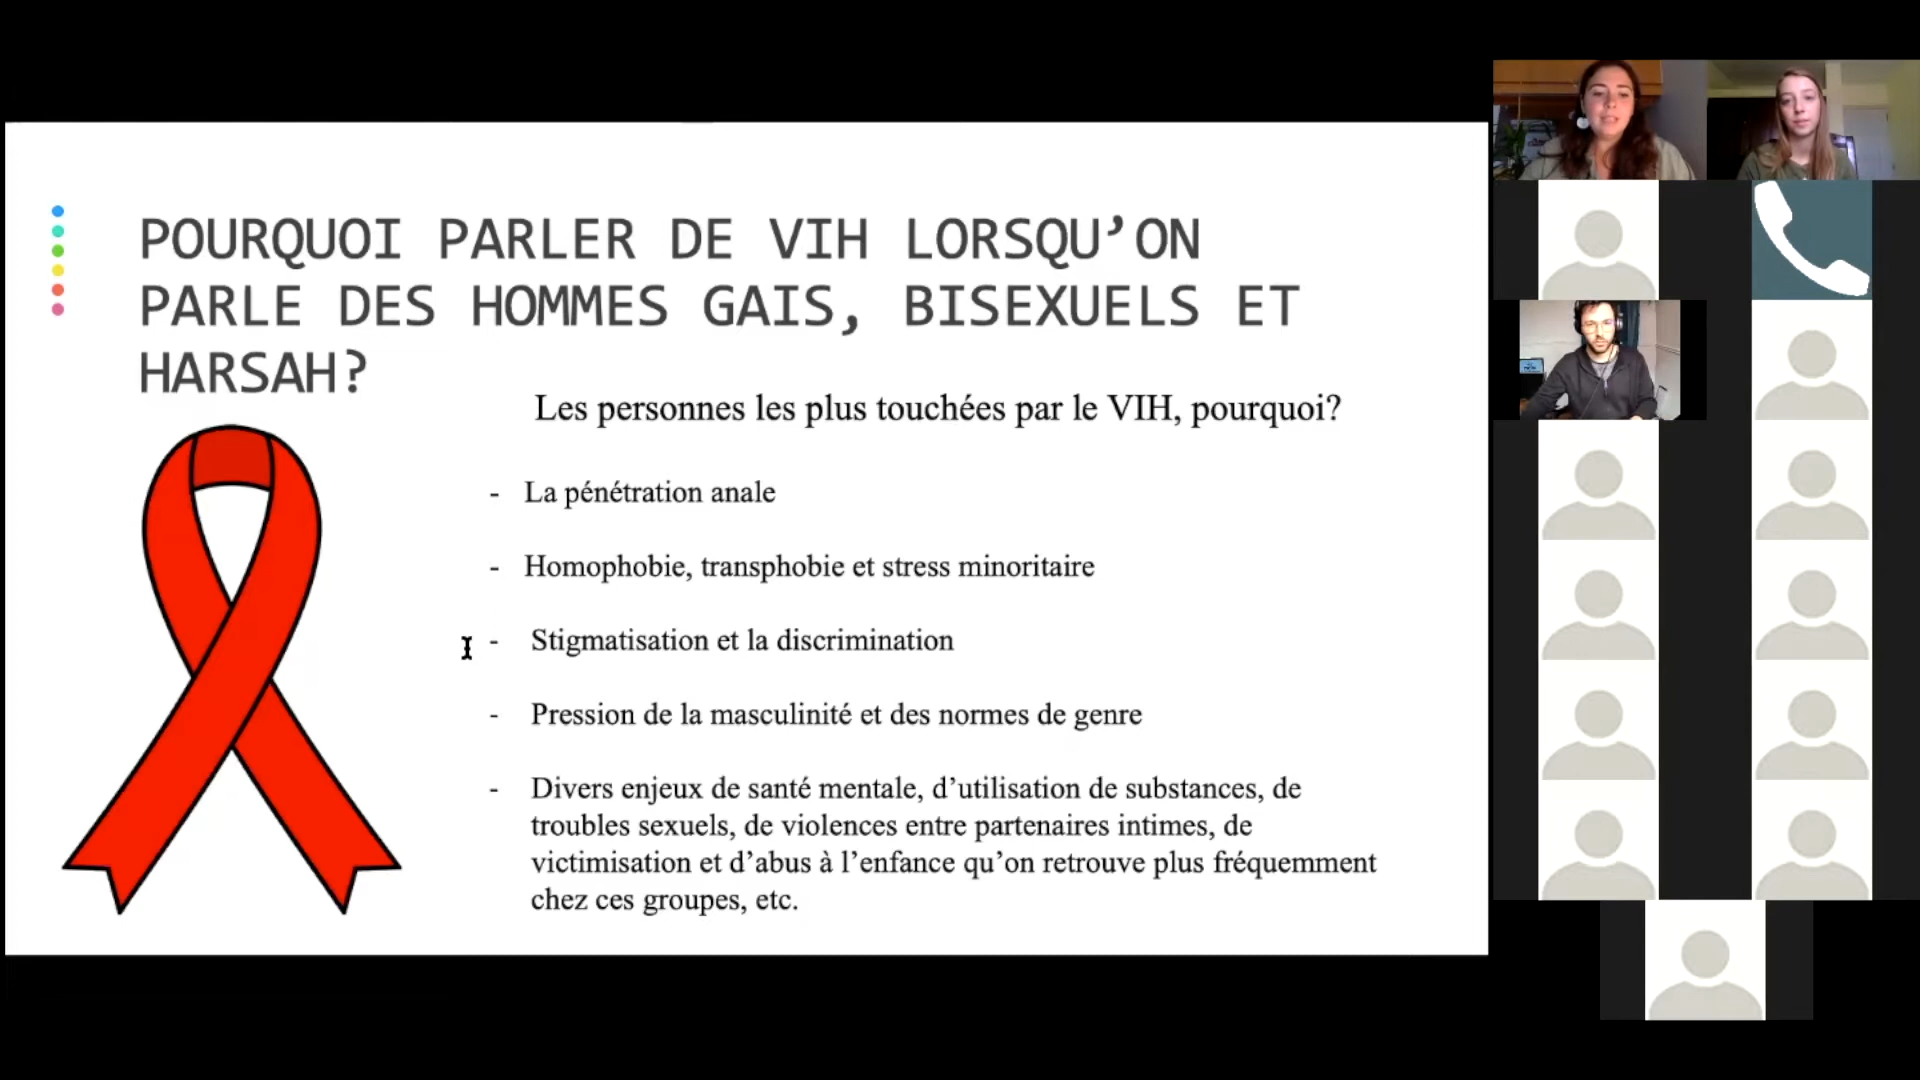 POURQUOI PARLER DE VIH LORSQU’ON
PARLE DES HOMMES GAIS, BISEXUELS ET
HARSAH?
Les personnes les plus touchées par le VIH, pourquoi?
- La pénétration anale
- Homophobie, transphobie et stress minoritaire
- Stigmatisation et la discrimination
- Pression de la masculinité et des normes de genre
- Divers enjeux de santé mentale, d’utilisation de substances, de
troubles sexuels, de violences entre partenaires intimes, de
victimisation et d’abus à l’enfance qu’on retrouve plus fréquemment
chez ces groupes, etc.